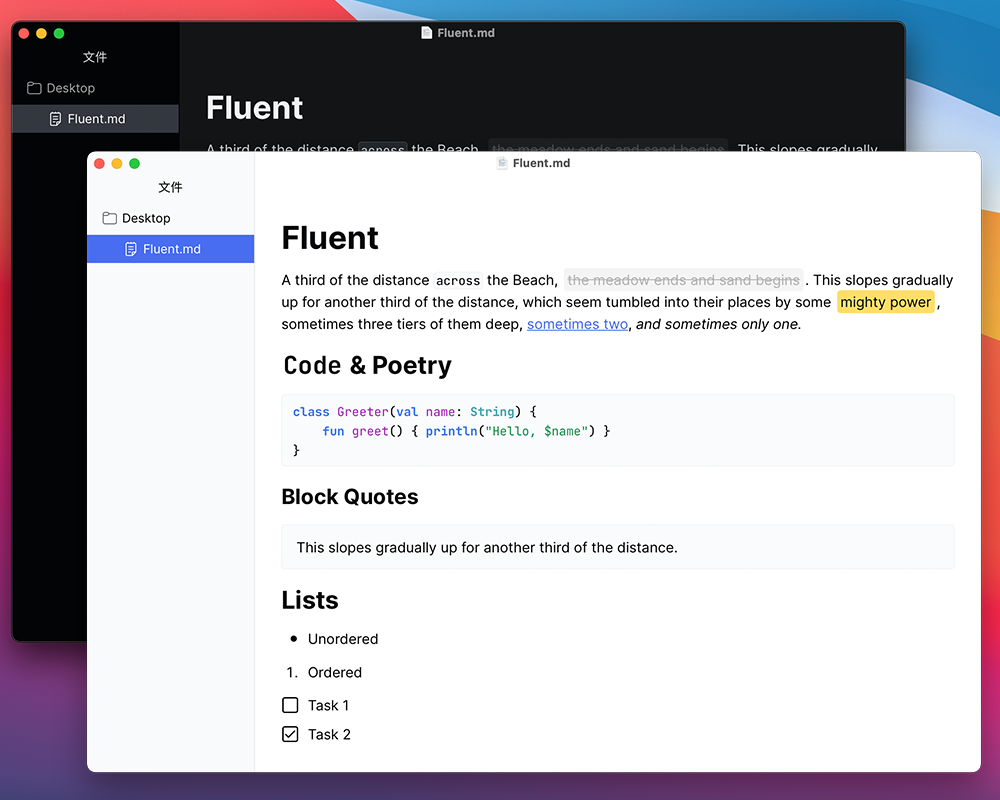 Fluent.md
文件
Desktop
Fluent.md
Fluent
A third of the distance across the Beach, the meadow ends and sand begins . This slopes gradually
Fluent.md
文件
Desktop
Fluent.md
Fluent
A third of the distance across the Beach, the meadow ends and sand begins . This slopes gradually
up for another third of the distance, which seem tumbled into their places by some mighty power ,
sometimes three tiers of them deep, sometimes two, and sometimes only one.
Code & Poetry
class Greeter(val name: String) {
    fun greet() { println("Hello, $name") }
}
Block Quotes
This slopes gradually up for another third of the distance.
Lists
• Unordered
1. Ordered
Task 1
Task 2